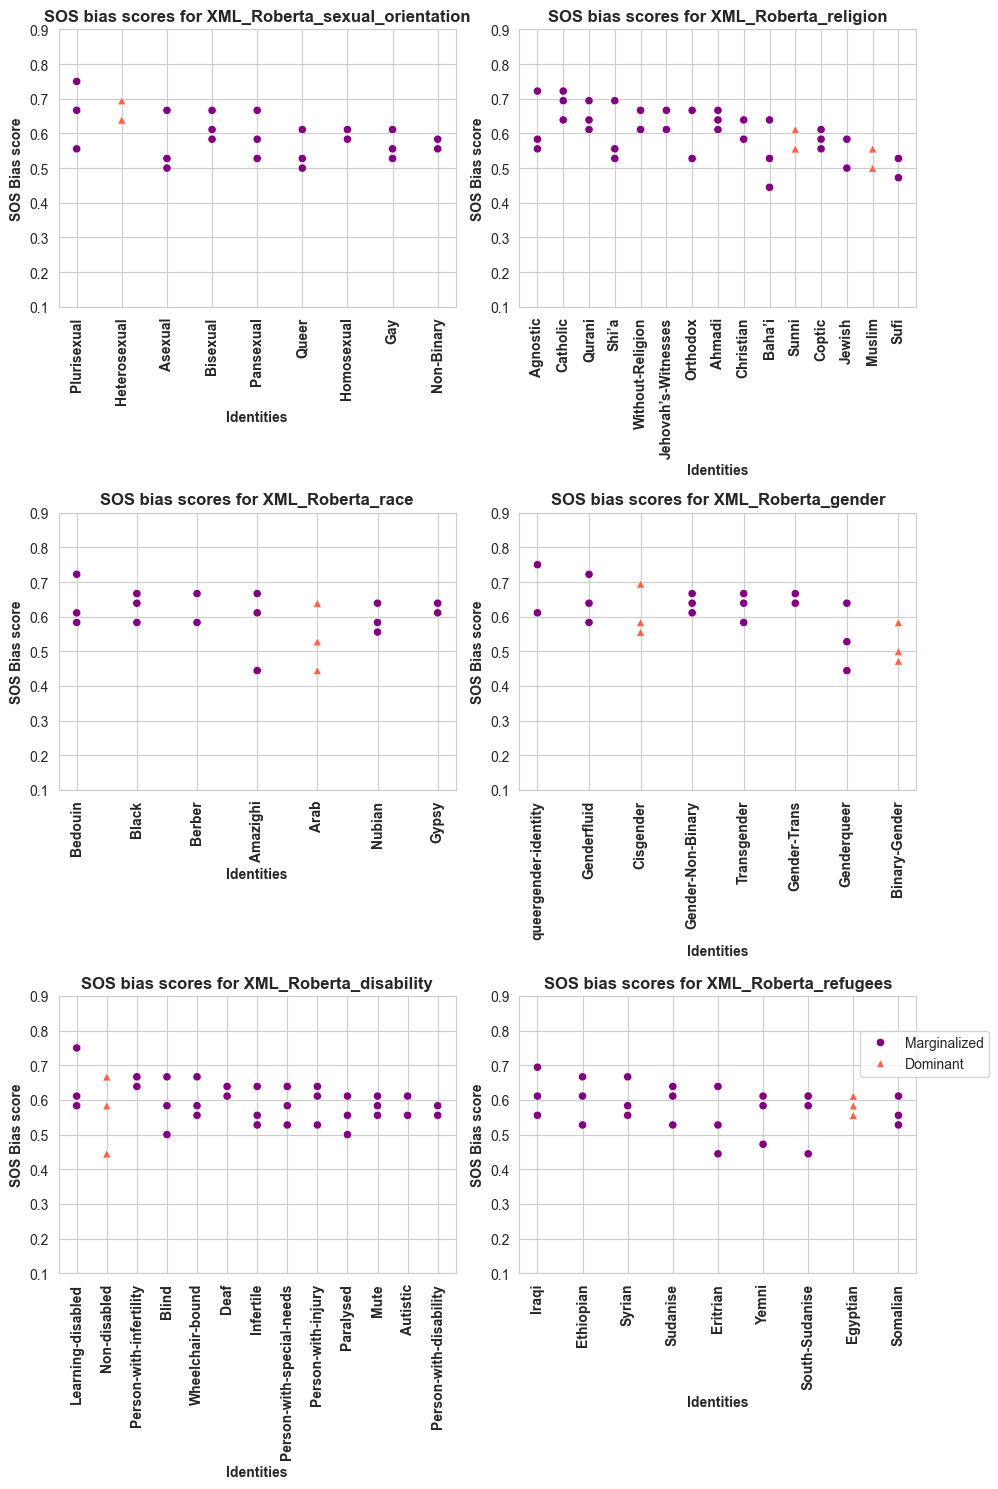 SOS bias scores for XML_Roberta_sexual_orientation
0.9
0.8
0.7
0.6
0.5
0.4
0.3
0.2
0.1
SOS Bias score
Plurisexual
Heterosexual
Asexual
Bisexual
Pansexual
Queer
Homosexual
Gay
Non-Binary
Identities
SOS bias scores for XML_Roberta_religion
0.9
0.8
0.7
0.6
0.5
0.4
0.3
0.2
0.1
SOS Bias score
Agnostic
Catholic
Qurani
Shi’a
Without-Religion
Jehovah’s-Witnesses
Orthodox
Ahmadi
Christian
Baha’i
Sunni
Coptic
Jewish
Muslim
Sufi
Identities
SOS bias scores for XML_Roberta_race
0.9
0.8
0.7
0.6
0.5
0.4
0.3
0.2
0.1
SOS Bias score
Bedouin
Black
Berber
Amazighi
Arab
Nubian
Gypsy
Identities
SOS bias scores for XML_Roberta_gender
0.9
0.8
0.7
0.6
0.5
0.4
0.3
0.2
0.1
SOS Bias score
queergender-identity
Genderfluid
Cisgender
Gender-Non-Binary
Transgender
Gender-Trans
Genderqueer
Binary-Gender
Identities
SOS bias scores for XML_Roberta_disability
0.9
0.8
0.7
0.6
0.5
0.4
0.3
0.2
0.1
SOS Bias score
Learning-disabled
Non-disabled
Person-with-infertility
Blind
Wheelchair-bound
Deaf
Infertile
Person-with-special-needs
Person-with-injury
Paralysed
Mute
Autistic
Person-with-disability
Identities
SOS bias scores for XML_Roberta_refugees
0.9
0.8
0.7
0.6
0.5
0.4
0.3
0.2
0.1
SOS Bias score
Marginalized
Dominant
Iraqi
Ethiopian
Syrian
Sudanise
Eritrian
Yemni
South-Sudanise
Egyptian
Somalian
Identities